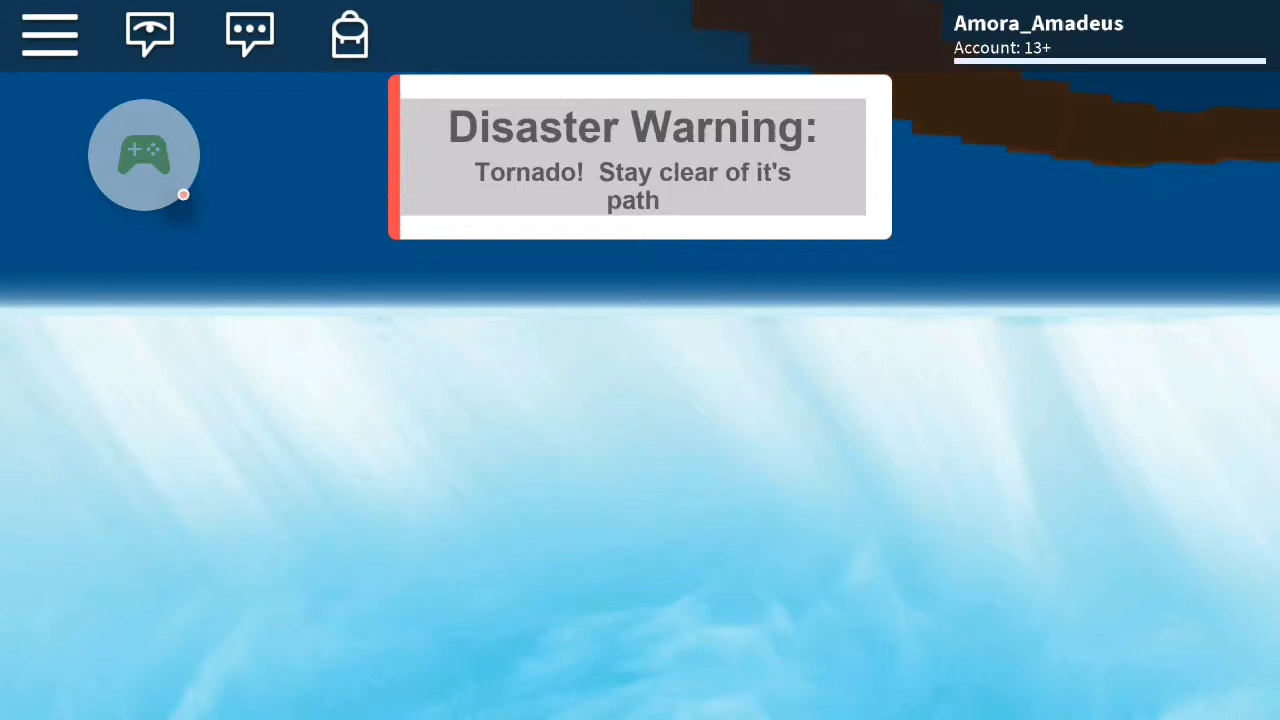 Amora_Amadeus
Account: 13+
Disaster Warning:
Tornado!  Stay clear of it's
path